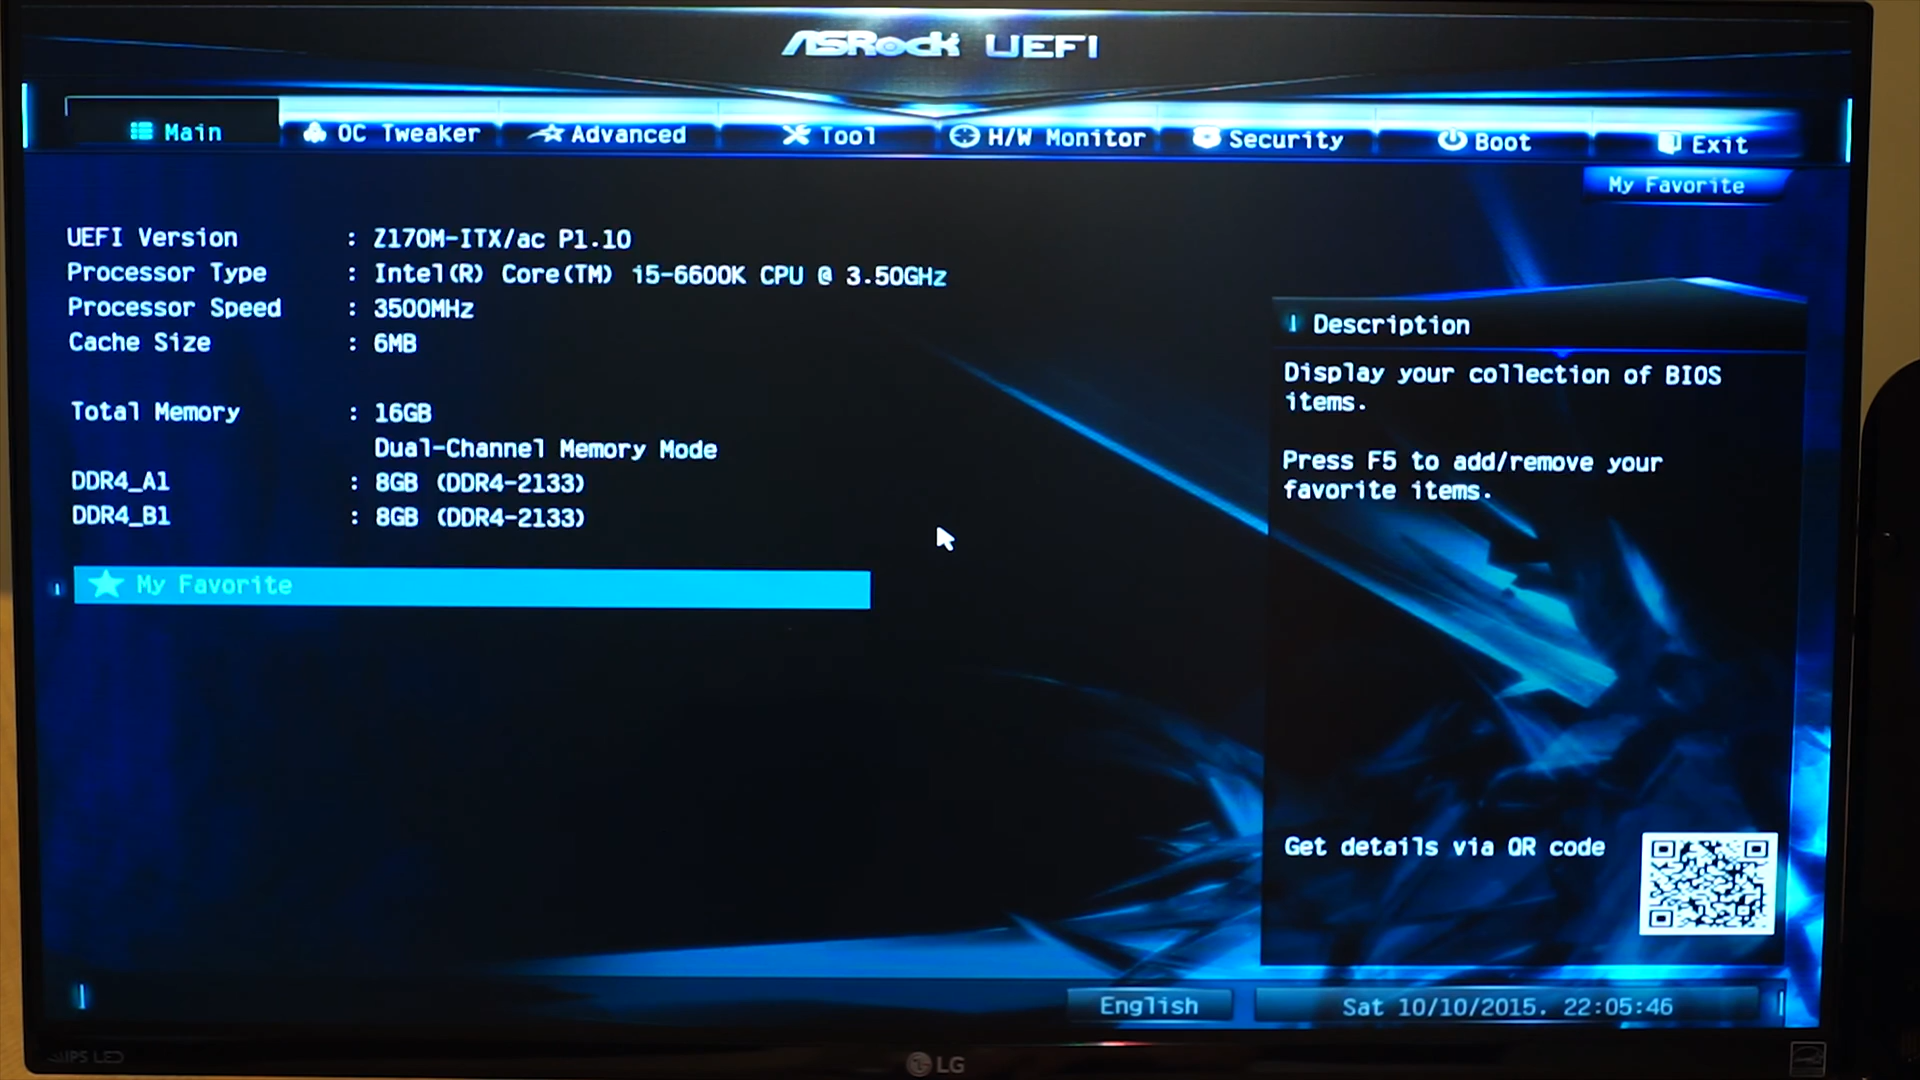 ASRock UEFI
Main OC Tweaker Advanced Tool H/W Monitor Security Boot Exit
My Favorite
UEFI Version : Z170M-ITX/ac P1.10
Processor Type : Intel(R) Core(TM) i5-6600K CPU @ 3.50GHz
Processor Speed : 3500MHz
Cache Size : 6MB
Total Memory : 16GB
Dual-Channel Memory Mode
DDR4_A1 : 8GB (DDR4-2133)
DDR4_B1 : 8GB (DDR4-2133)
My Favorite
Description
Display your collection of BIOS
items.
Press F5 to add/remove your
favorite items.
Get details via QR code
English
Sat 10/10/2015. 22:05:46
IPS LED
LG